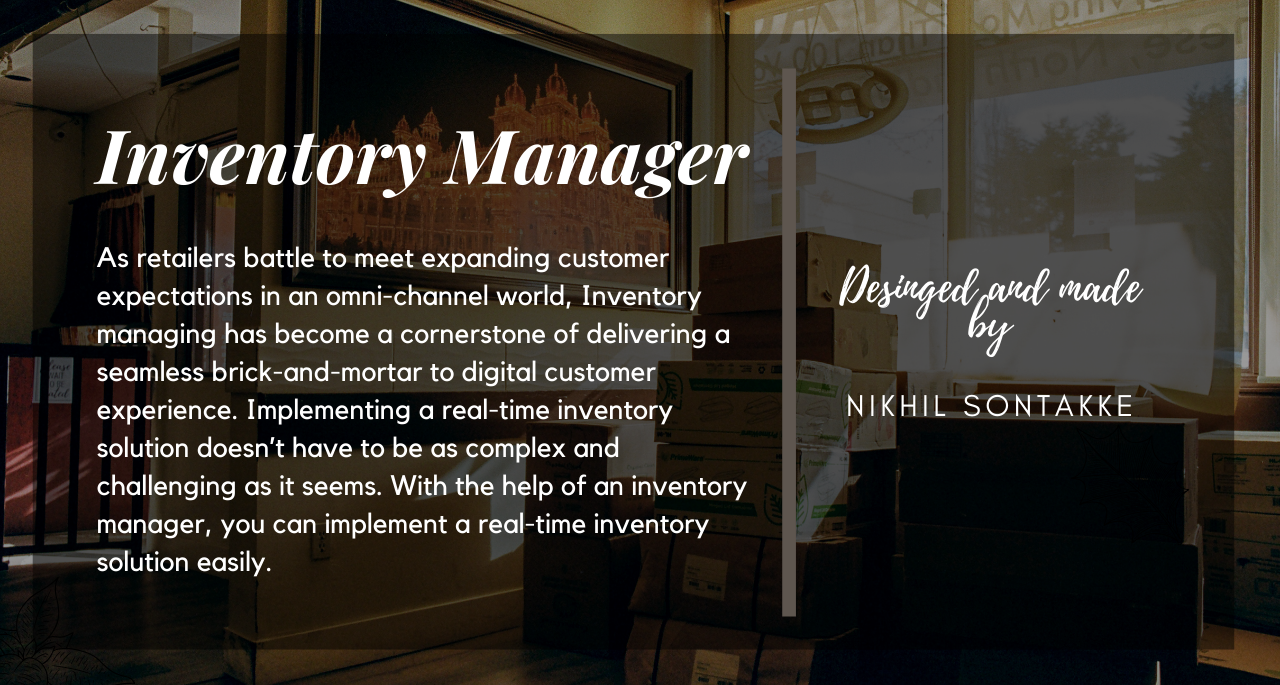 Inventory Manager
As retailers battle to meet expanding customer
expectations in an omni-channel world, Inventory
managing has become a cornerstone of delivering a
seamless brick-and-mortar to digital customer
experience. Implementing a real-time inventory
solution doesn't have to be as complex and
challenging as it seems. With the help of an inventory
manager, you can implement a real-time inventory
solution easily.
Desinged and made
by
NIKHIL SONTAKKE
OPEN